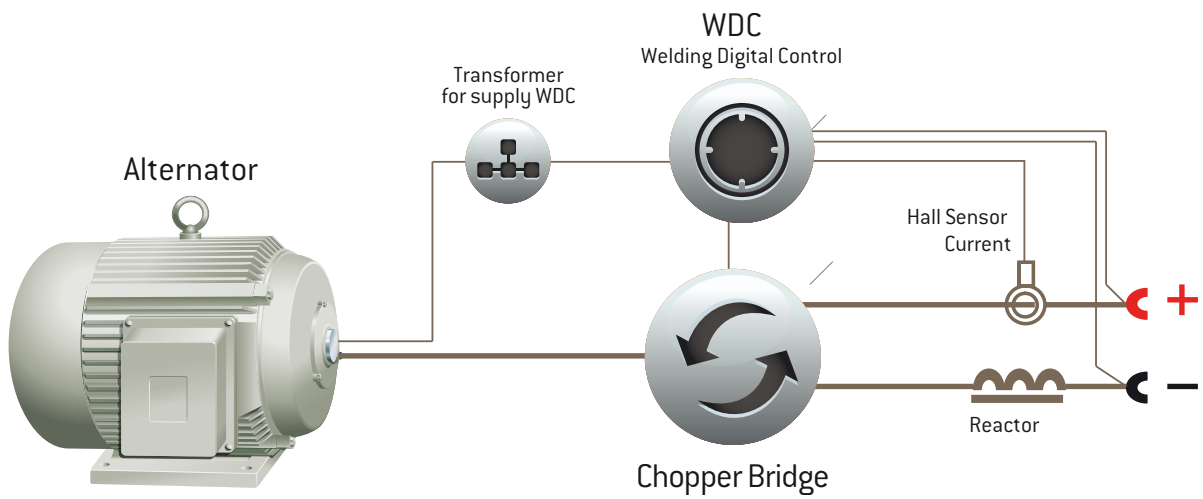 WDC
Welding Digital Control
Transformer
for supply WDC
Alternator
Hall Sensor
Current
+
−
Reactor
Chopper Bridge